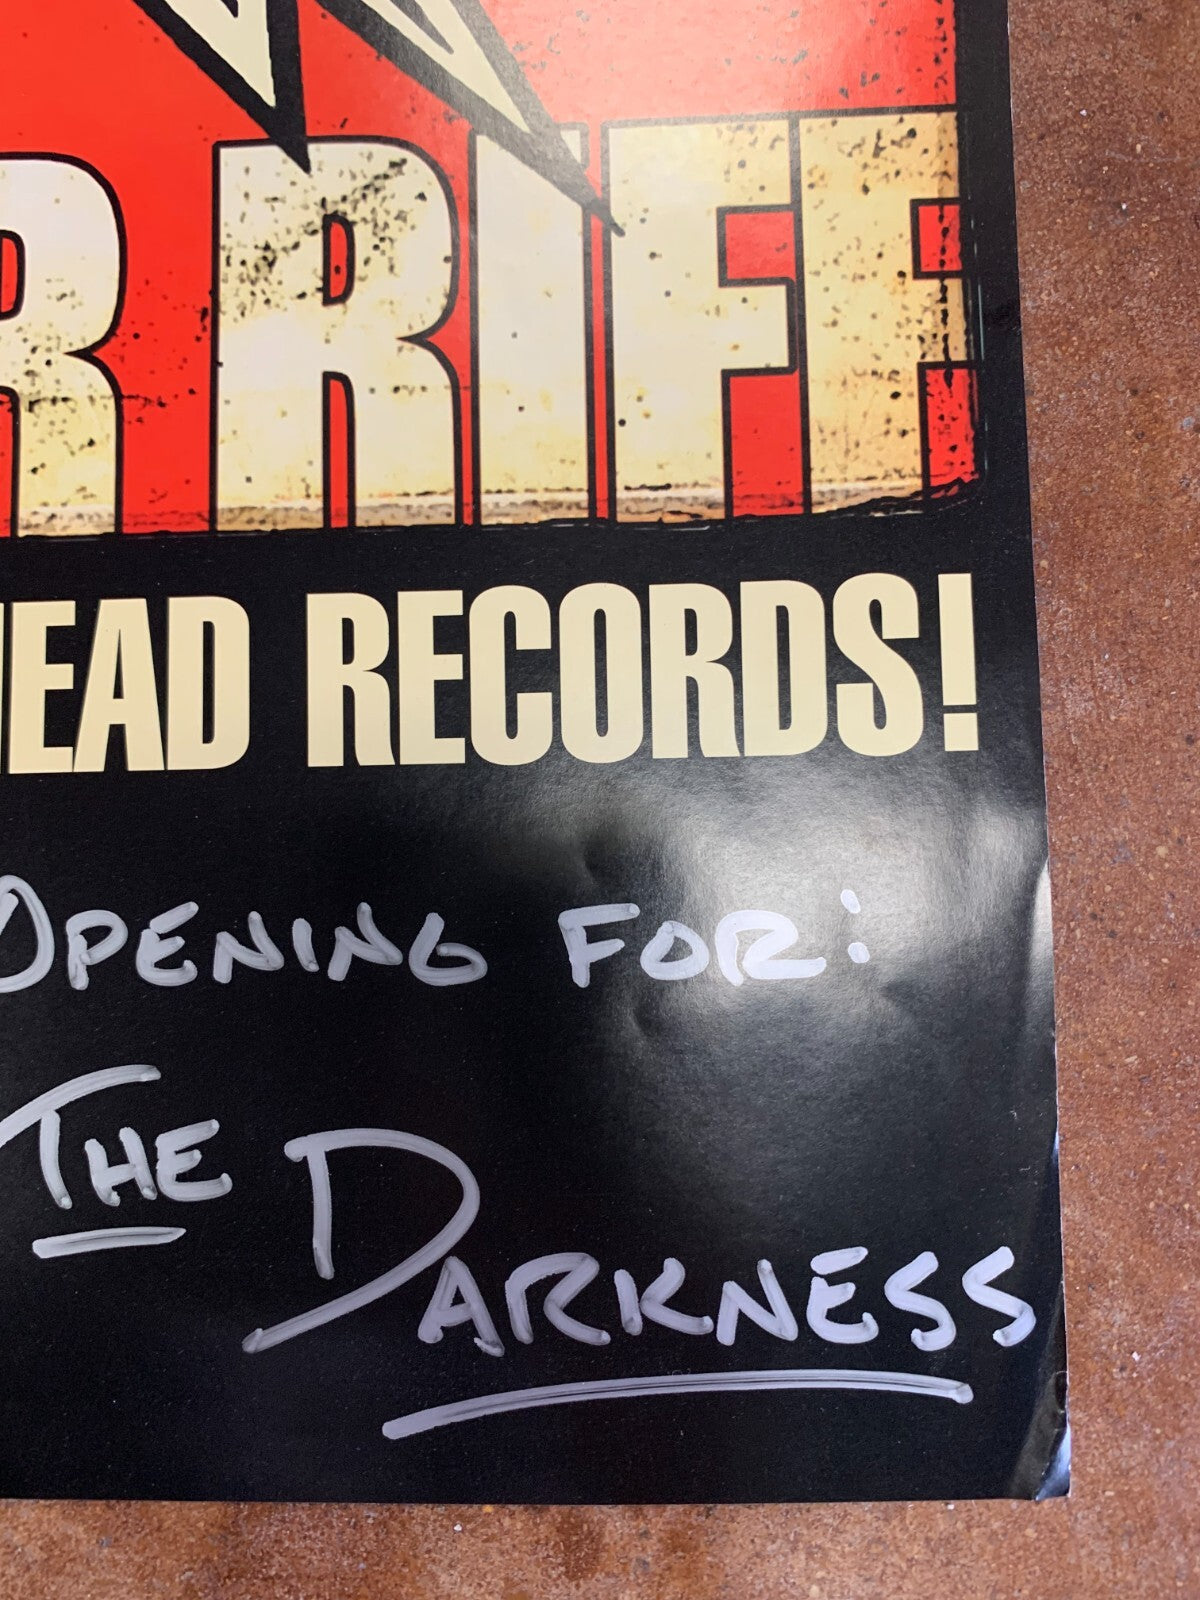 R RIFF
EAD RECORDS!
OPENING FOR:
THE
DARKNESS